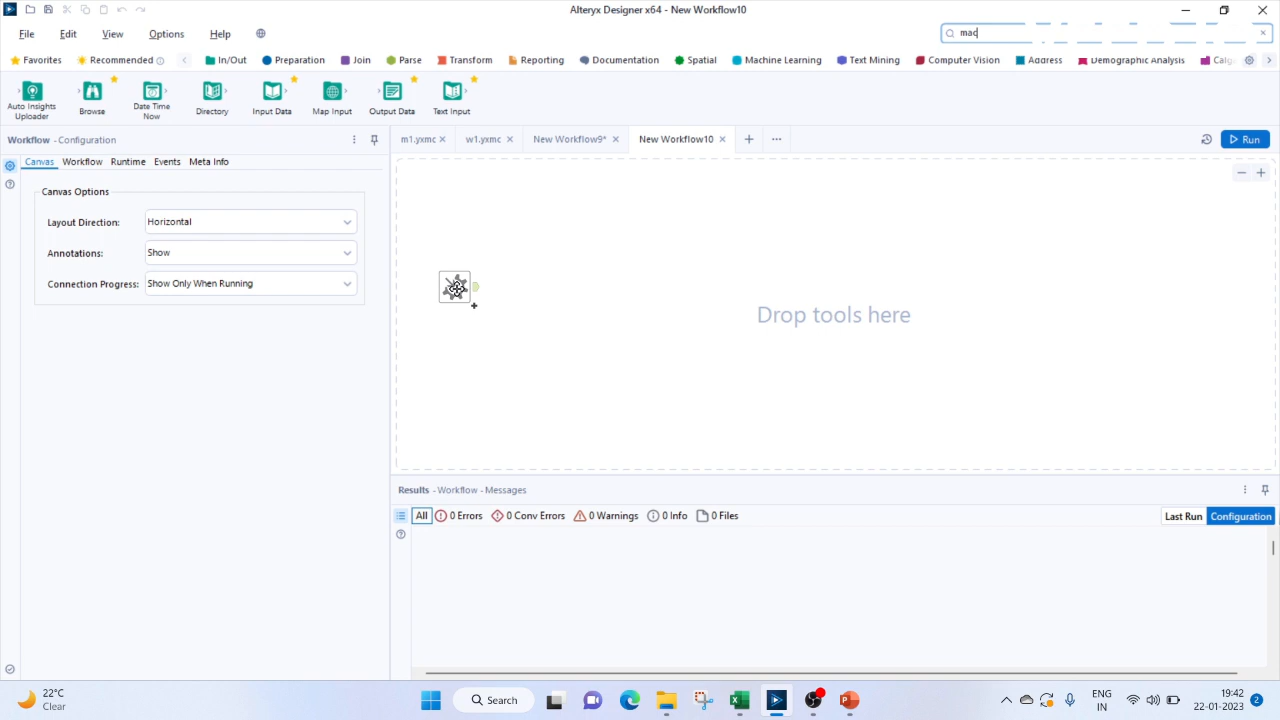 Alteryx Designer x64 - New Workflow10
File Edit View Options Help
mac
Favorites Recommended In/Out Preparation Join Parse Transform Reporting Documentation Spatial Machine Learning Text Mining Computer Vision Address Demographic Analysis Calg
Auto Insights Uploader Browse Date Time Now Directory Input Data Map Input Output Data Text Input
Workflow - Configuration
m1.yxmc w1.yxmc New Workflow9* New Workflow10 Run
Canvas Workflow Runtime Events Meta Info
Canvas Options
Layout Direction: Horizontal
Annotations: Show
Connection Progress: Show Only When Running
Drop tools here
Results - Workflow - Messages
All 0 Errors 0 Conv Errors 0 Warnings 0 Info 0 Files Last Run Configuration
22°C
Clear
Search
ENG
IN
19:42
22-01-2023
2